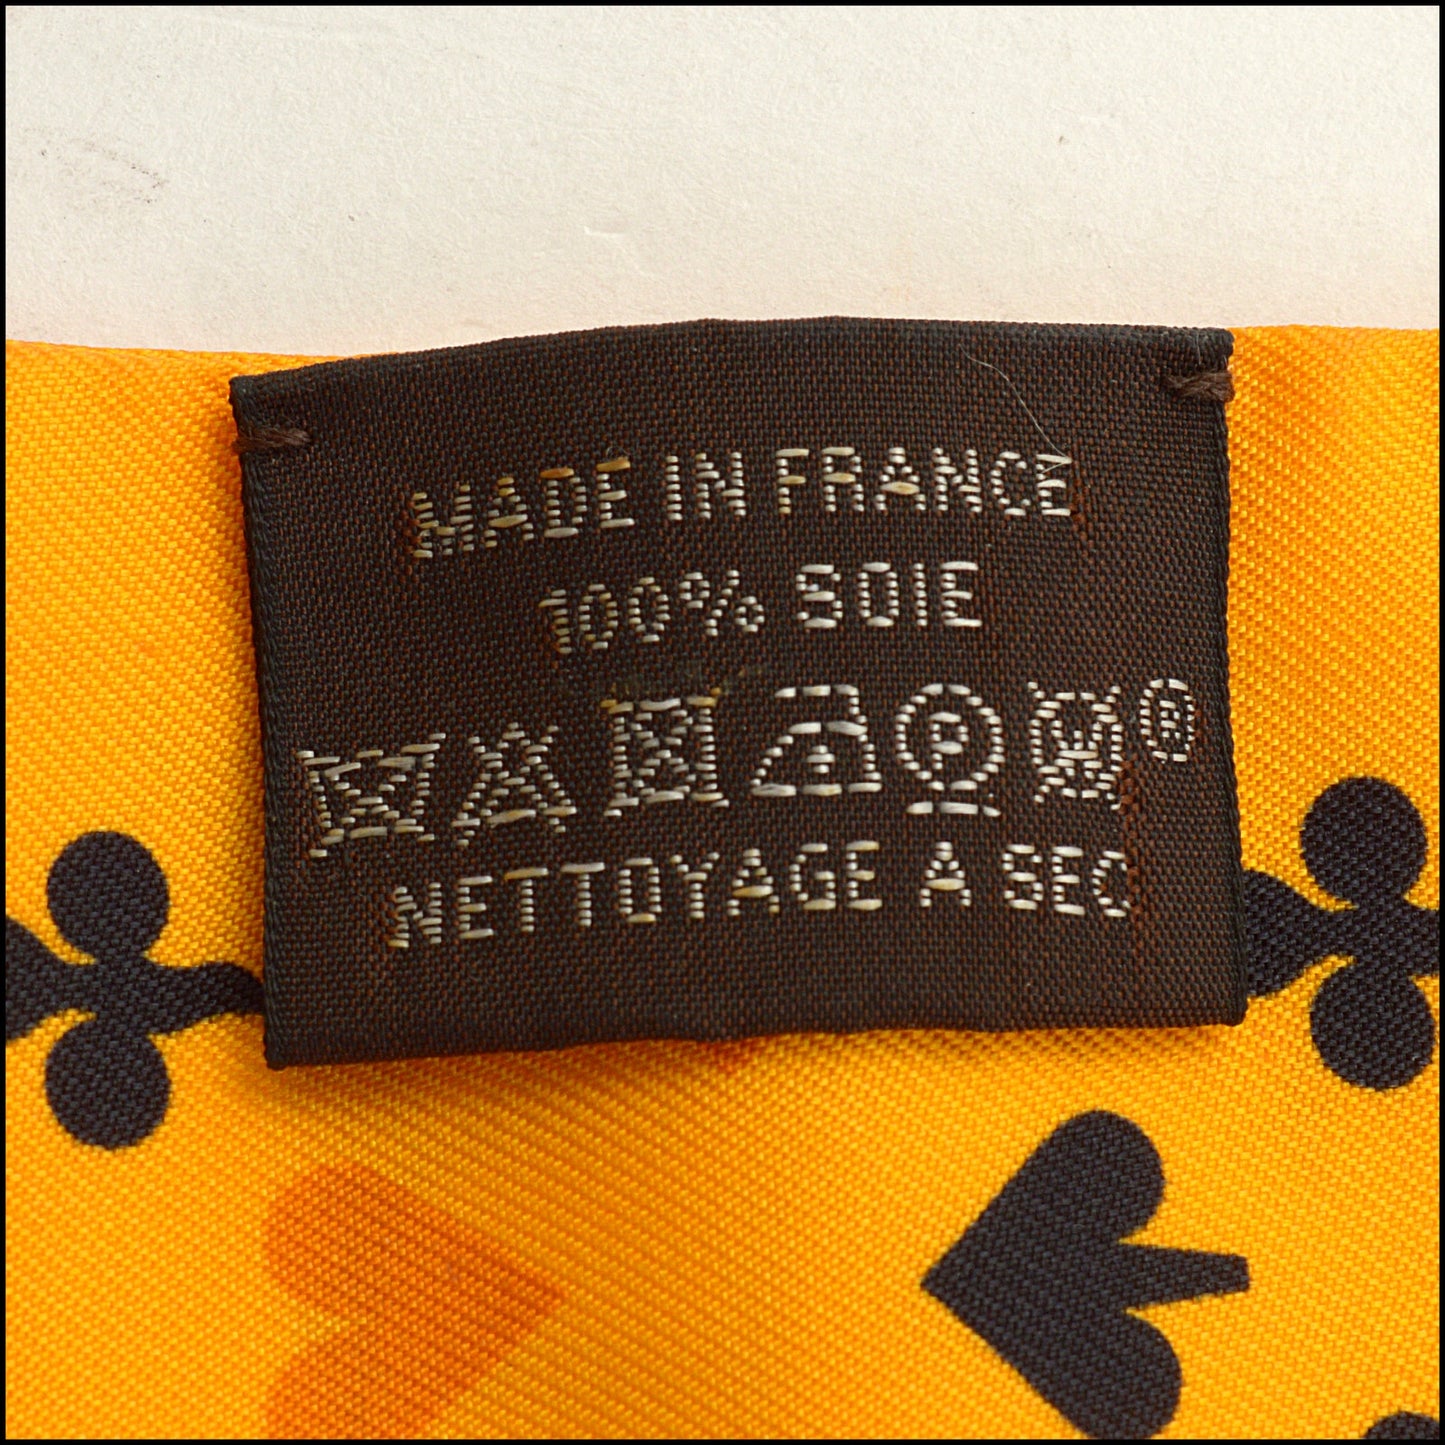 MADE IN FRANCE
100% SOIE
P ®
NETTOYAGE A SEC